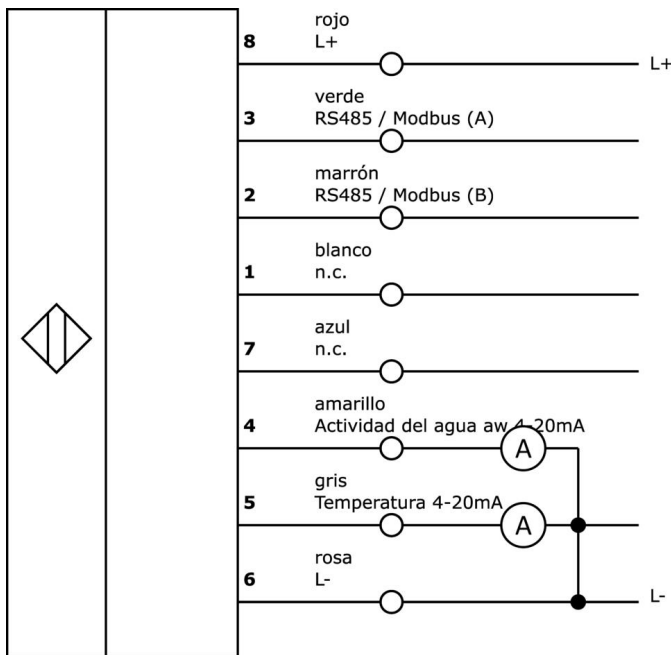 rojo
8 L+
L+
verde
3 RS485 / Modbus (A)
marrón
2 RS485 / Modbus (B)
blanco
1 n.c.
azul
7 n.c.
amarillo
4 Actividad del agua aw 4-20mA
A
gris
5 Temperatura 4-20mA
A
rosa
6 L-
L-